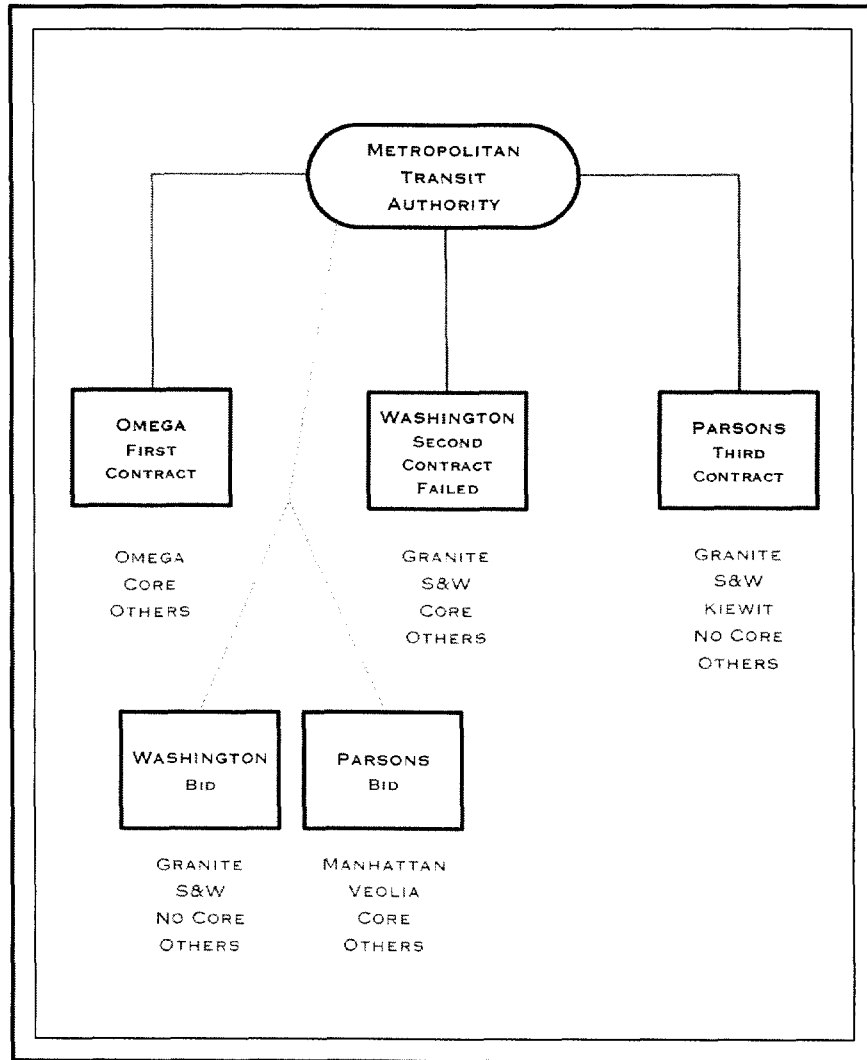 METROPOLITAN
TRANSIT
AUTHORITY
OMEGA
FIRST
CONTRACT
OMEGA
CORE
OTHERS
WASHINGTON
SECOND
CONTRACT
FAILED
GRANITE
S&W
CORE
OTHERS
PARSONS
THIRD
CONTRACT
GRANITE
S&W
KIEWIT
NO CORE
OTHERS
WASHINGTON
BID
GRANITE
S&W
NO CORE
OTHERS
PARSONS
BID
MANHATTAN
VEOLIA
CORE
OTHERS